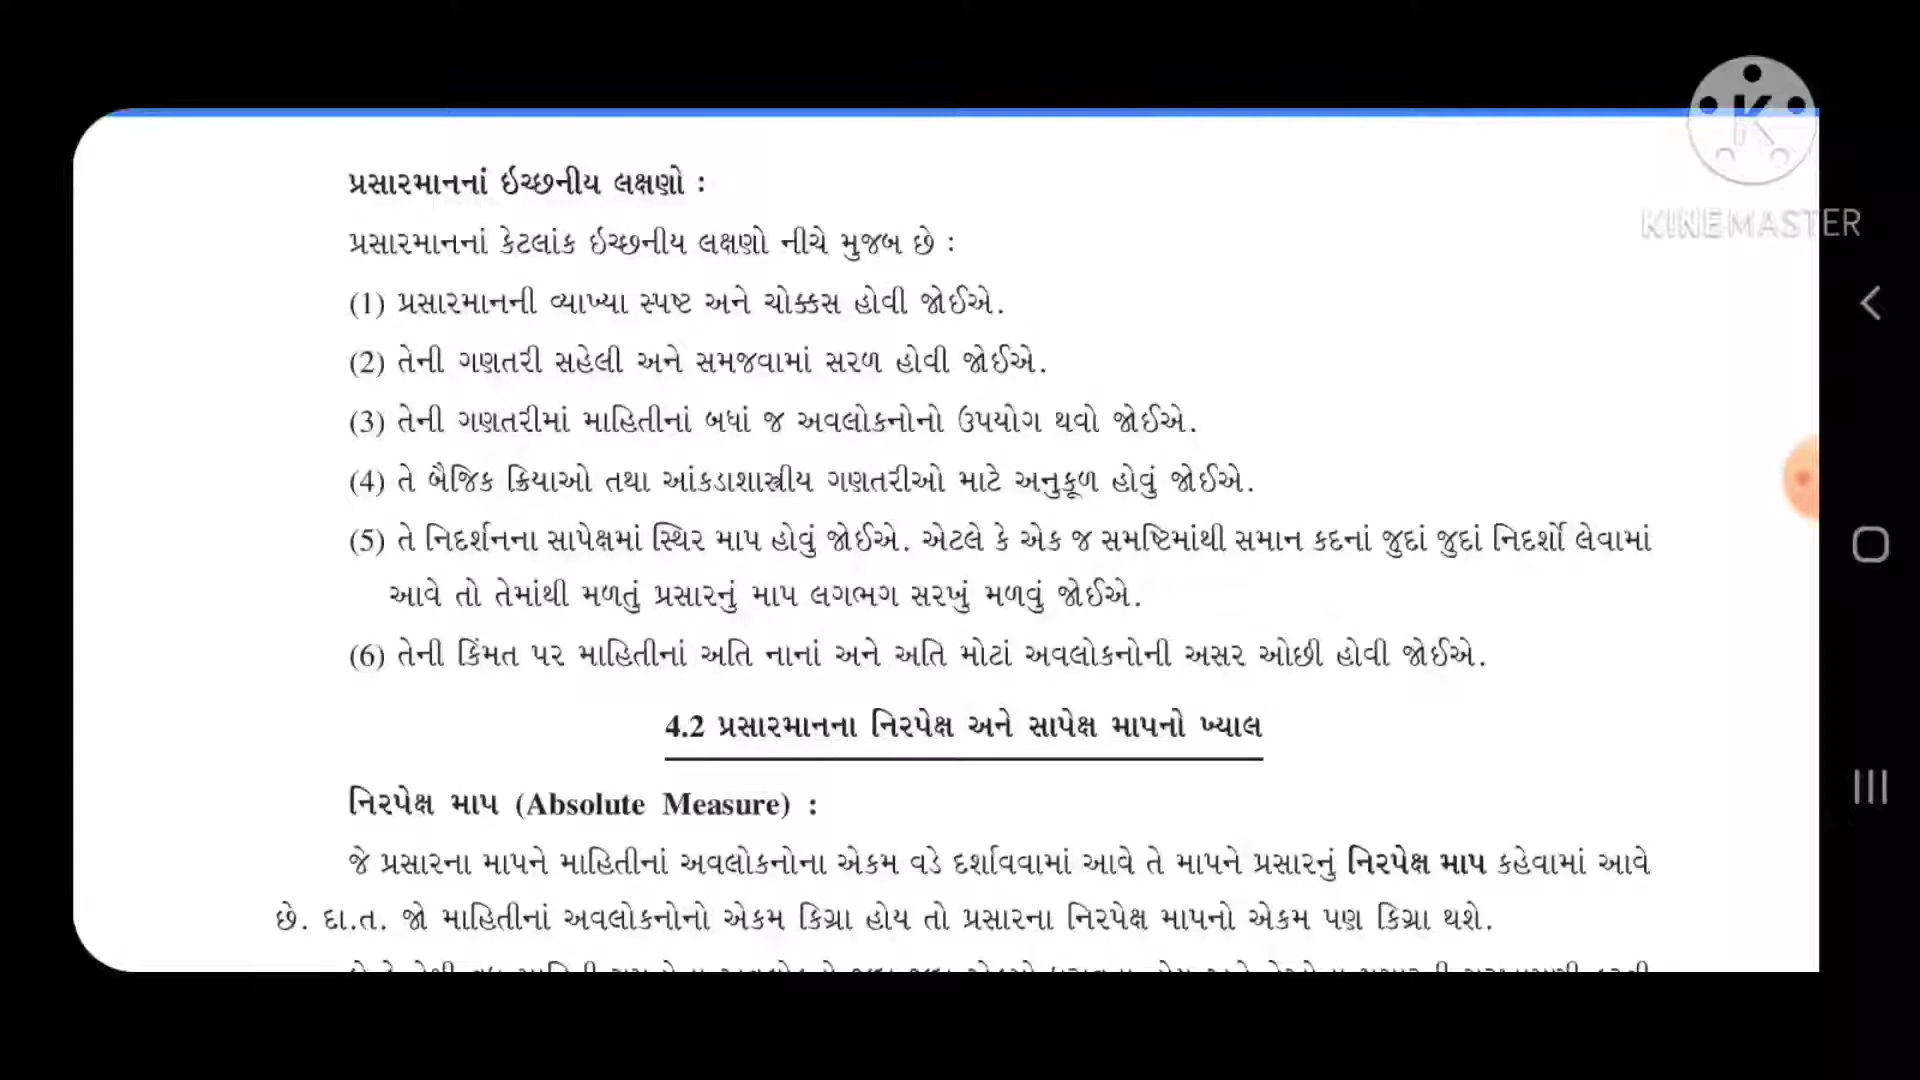 KINEMASTER
પ્રસારમાનનાં ઇચ્છનીય લક્ષણો :
પ્રસારમાનનાં કેટલાંક ઇચ્છનીય લક્ષણો નીચે મુજબ છે :
(1) પ્રસારમાનની વ્યાખ્યા સ્પષ્ટ અને ચોક્કસ હોવી જોઈએ.
(2) તેની ગણતરી સહેલી અને સમજવામાં સરળ હોવી જોઈએ.
(3) તેની ગણતરીમાં માહિતીનાં બધાં જ અવલોકનોનો ઉપયોગ થવો જોઈએ.
(4) તે બૈજિક ક્રિયાઓ તથા આંકડાશાસ્ત્રીય ગણતરીઓ માટે અનુકૂળ હોવું જોઈએ.
(5) તે નિદર્શનના સાપેક્ષમાં સ્થિર માપ હોવું જોઈએ. એટલે કે એક જ સમષ્ટિમાંથી સમાન કદનાં જુદાં જુદાં નિદર્શો લેવામાં
આવે તો તેમાંથી મળતું પ્રસારનું માપ લગભગ સરખું મળવું જોઈએ.
(6) તેની કિંમત પર માહિતીનાં અતિ નાનાં અને અતિ મોટાં અવલોકનોની અસર ઓછી હોવી જોઈએ.
4.2 પ્રસારમાનના નિરપેક્ષ અને સાપેક્ષ માપનો ખ્યાલ
નિરપેક્ષ માપ (Absolute Measure) :
જે પ્રસારના માપને માહિતીનાં અવલોકનોના એકમ વડે દર્શાવવામાં આવે તે માપને પ્રસારનું નિરપેક્ષ માપ કહેવામાં આવે
છે. દા.ત. જો માહિતીનાં અવલોકનોનો એકમ કિગ્રા હોય તો પ્રસારના નિરપેક્ષ માપનો એકમ પણ કિગ્રા થશે.